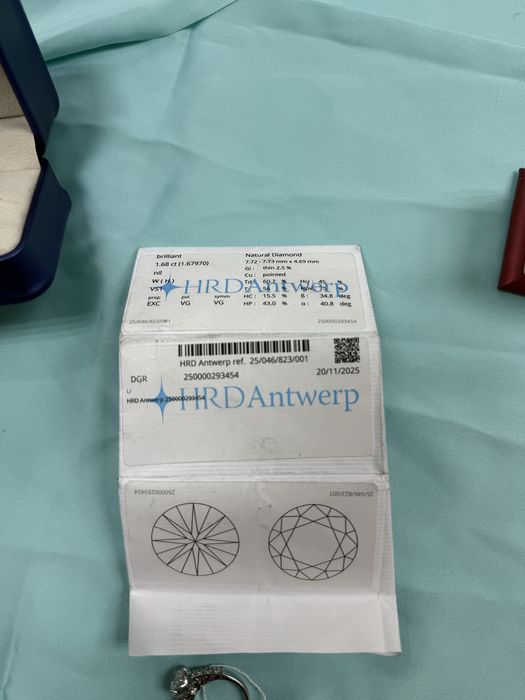 brilliant Natural Diamond
1.68 ct (1.67970) 7.72 - 7.73 mm x 4.69 mm
nil Gi : thin 2.5 %
W ( Cu : pointed
VS
prop pol symm HC : 15.5 % ß : 34.8 deg
EXC VG VG HP : 43.0 % α : 40.8 deg
HRD Antwerp
25/046/823/001 250000293454
HRD Antwerp ref. 25/046/823/001
DGR 250000293454 20/11/2025
u
HRD Antwerp 250000293454
HRD Antwerp
250000293454 25/046/823/001